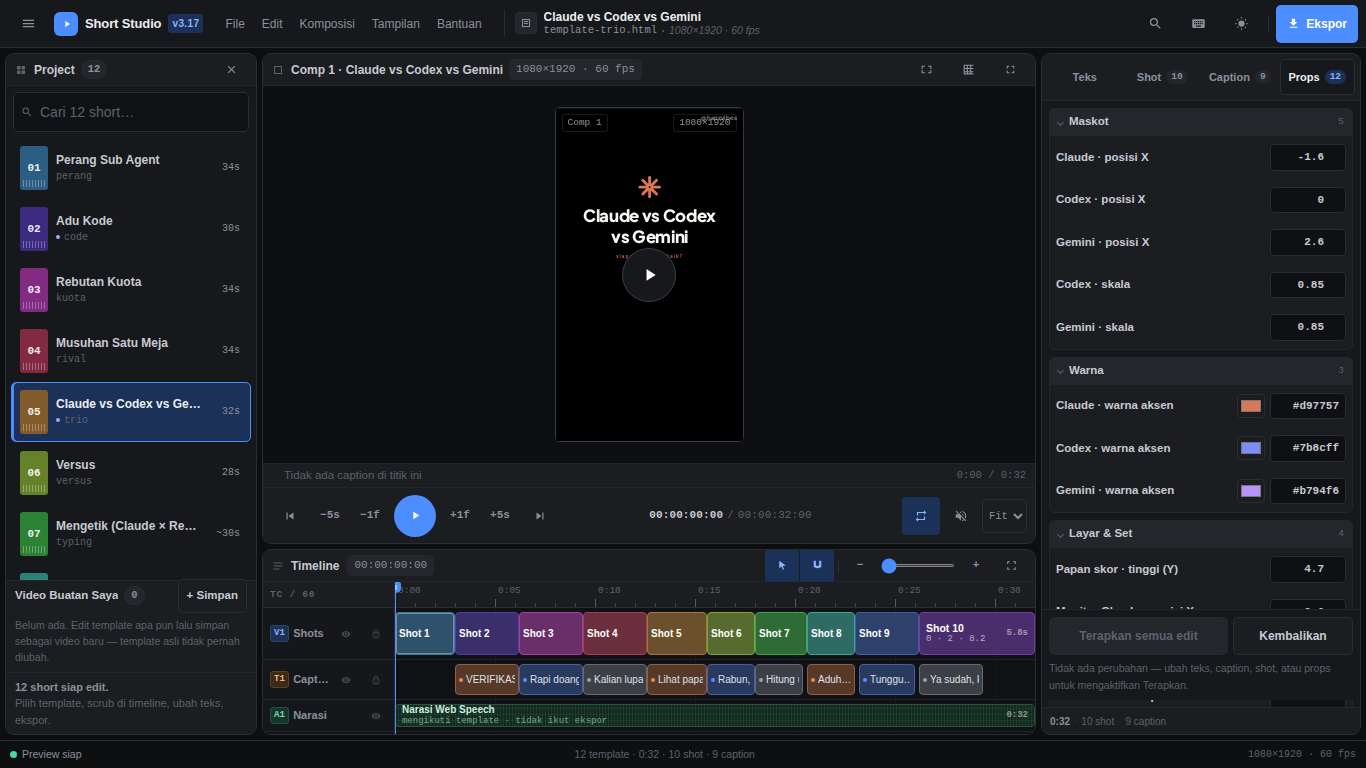 Short Studio v3.17 File Edit Komposisi Tampilan Bantuan
Claude vs Codex vs Gemini
template-trio.html · 1080×1920 · 60 fps
Ekspor
Project 12
Cari 12 short…
01 Perang Sub Agent 34s
perang
02 Adu Kode 30s
code
03 Rebutan Kuota 34s
kuota
04 Musuhan Satu Meja 34s
rival
05 Claude vs Codex vs Ge… 32s
trio
06 Versus 28s
versus
07 Mengetik (Claude × Re… ~30s
typing
Video Buatan Saya 0 + Simpan
Belum ada. Edit template apa pun lalu simpan
sebagai video baru — template asli tidak pernah
diubah.
12 short siap edit.
Pilih template, scrub di timeline, ubah teks,
ekspor.
Comp 1 · Claude vs Codex vs Gemini 1080×1920 · 60 fps
Comp 1 1080×1920
Claude vs Codex
vs Gemini
Tidak ada caption di titik ini 0:00 / 0:32
−5s −1f +1f +5s 00:00:00:00 / 00:00:32:00 Fit
Timeline 00:00:00:00 − +
TC / 60 0:00 0:05 0:10 0:15 0:20 0:25 0:30
V1 Shots Shot 1 Shot 2 Shot 3 Shot 4 Shot 5 Shot 6 Shot 7 Shot 8 Shot 9 Shot 10
0 · 2 · 8.2 5.8s
T1 Capt… VERIFIKAS Rapi doang Kalian lupa Lihat papa Rabun, Hitung Aduh… Tunggu… Ya sudah,
A1 Narasi Narasi Web Speech 0:32
mengikuti template · tidak ikut ekspor
Teks Shot 10 Caption 9 Props 12
Maskot 5
Claude · posisi X -1.6
Codex · posisi X 0
Gemini · posisi X 2.6
Codex · skala 0.85
Gemini · skala 0.85
Warna 3
Claude · warna aksen #d97757
Codex · warna aksen #7b8cff
Gemini · warna aksen #b794f6
Layar & Set 4
Papan skor · tinggi (Y) 4.7
Terapkan semua edit Kembalikan
Tidak ada perubahan — ubah teks, caption, shot, atau props
untuk mengaktifkan Terapkan.
0:32 · 10 shot · 9 caption
Preview siap 12 template · 0:32 · 10 shot · 9 caption 1080×1920 · 60 fps